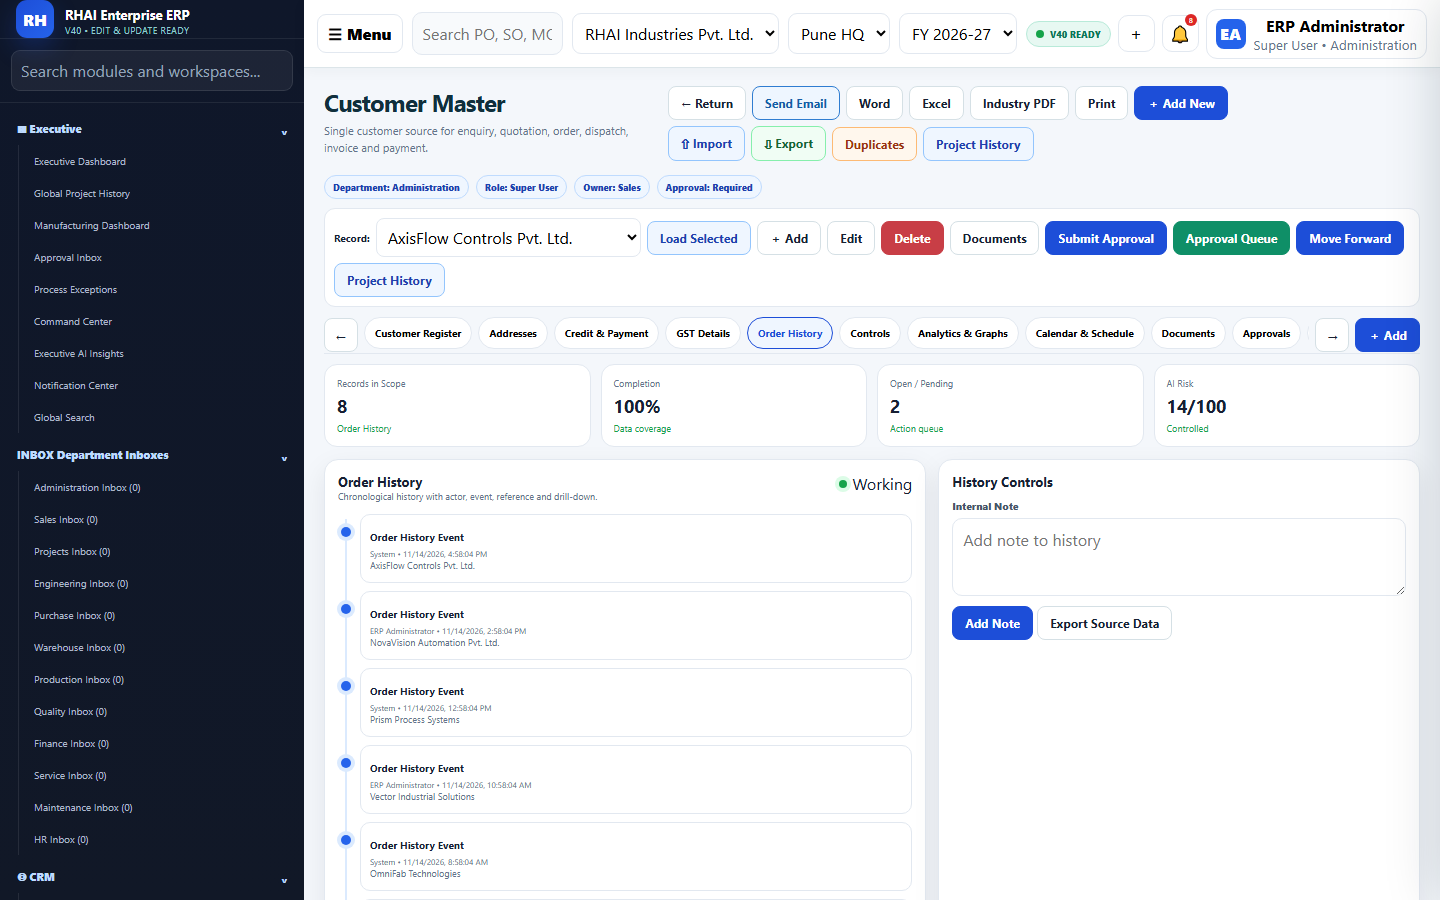 RH
RHAI Enterprise ERP
V40 • EDIT & UPDATE READY
Search modules and workspaces...
Executive
Executive Dashboard
Global Project History
Manufacturing Dashboard
Approval Inbox
Process Exceptions
Command Center
Executive AI Insights
Notification Center
Global Search
INBOX Department Inboxes
Administration Inbox (0)
Sales Inbox (0)
Projects Inbox (0)
Engineering Inbox (0)
Purchase Inbox (0)
Warehouse Inbox (0)
Production Inbox (0)
Quality Inbox (0)
Finance Inbox (0)
Service Inbox (0)
Maintenance Inbox (0)
HR Inbox (0)
CRM
☰ Menu
Search PO, SO, MO
RHAI Industries Pvt. Ltd.
Pune HQ
FY 2026-27
V40 READY
+
8
EA
ERP Administrator
Super User • Administration
Customer Master
Single customer source for enquiry, quotation, order, dispatch,
invoice and payment.
← Return
Send Email
Word
Excel
Industry PDF
Print
+ Add New
⇧ Import
⇩ Export
Duplicates
Project History
Department: Administration
Role: Super User
Owner: Sales
Approval: Required
Record:
AxisFlow Controls Pvt. Ltd.
Load Selected
+ Add
Edit
Delete
Documents
Submit Approval
Approval Queue
Move Forward
Project History
←
Customer Register
Addresses
Credit & Payment
GST Details
Order History
Controls
Analytics & Graphs
Calendar & Schedule
Documents
Approvals
→
+ Add
Records in Scope
8
Order History
Completion
100%
Data coverage
Open / Pending
2
Action queue
AI Risk
14/100
Controlled
Order History
Chronological history with actor, event, reference and drill-down.
Working
Order History Event
System • 11/14/2026, 4:58:04 PM
AxisFlow Controls Pvt. Ltd.
Order History Event
ERP Administrator • 11/14/2026, 2:58:04 PM
NovaVision Automation Pvt. Ltd.
Order History Event
System • 11/14/2026, 12:58:04 PM
Prism Process Systems
Order History Event
ERP Administrator • 11/14/2026, 10:58:04 AM
Vector Industrial Solutions
Order History Event
System • 11/14/2026, 8:58:04 AM
OmniFab Technologies
History Controls
Internal Note
Add note to history
Add Note
Export Source Data